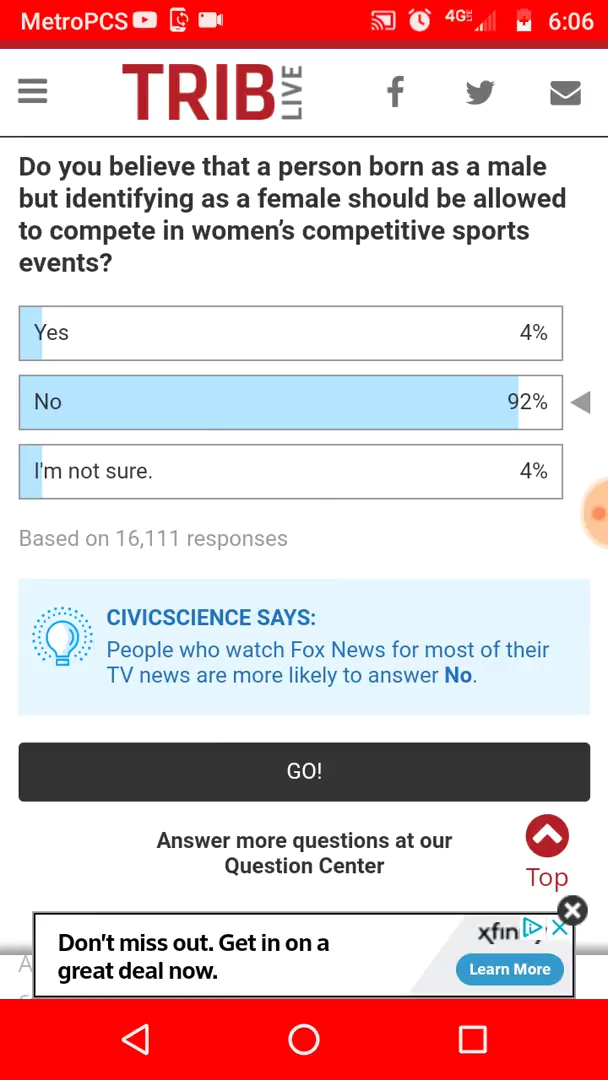 MetroPCS 4G 6:06
TRIB LIVE
Do you believe that a person born as a male
but identifying as a female should be allowed
to compete in women's competitive sports
events?
Yes 4%
No 92%
I'm not sure. 4%
Based on 16,111 responses
CIVICSCIENCE SAYS:
People who watch Fox News for most of their
TV news are more likely to answer No.
GO!
Answer more questions at our
Question Center
Top
Don't miss out. Get in on a
great deal now.
Learn More